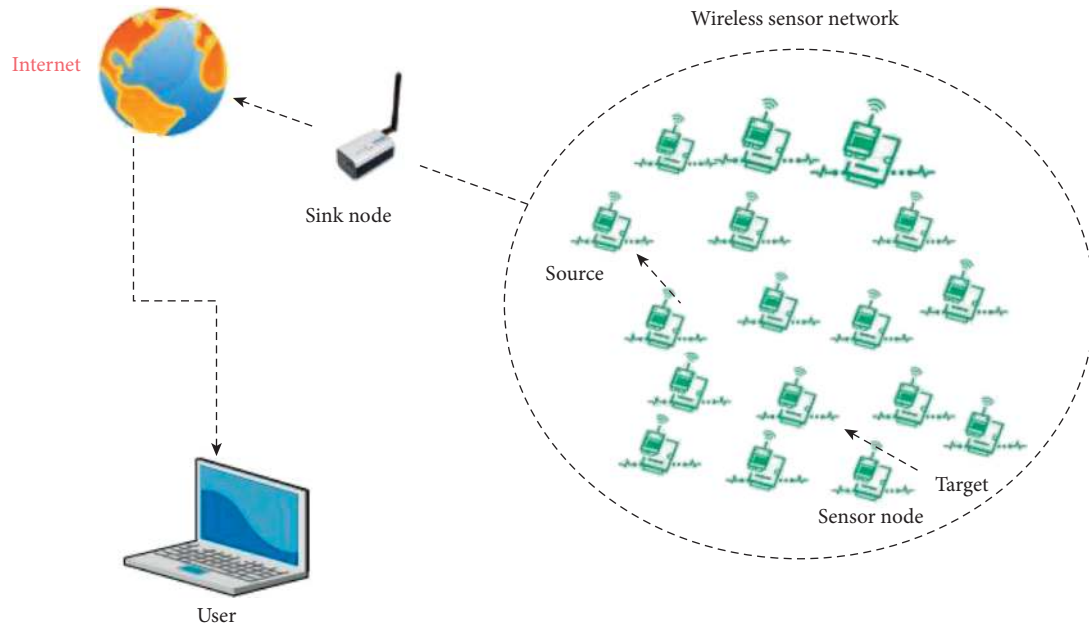 Wireless sensor network
Internet
Sink node
Source
Target
Sensor node
User